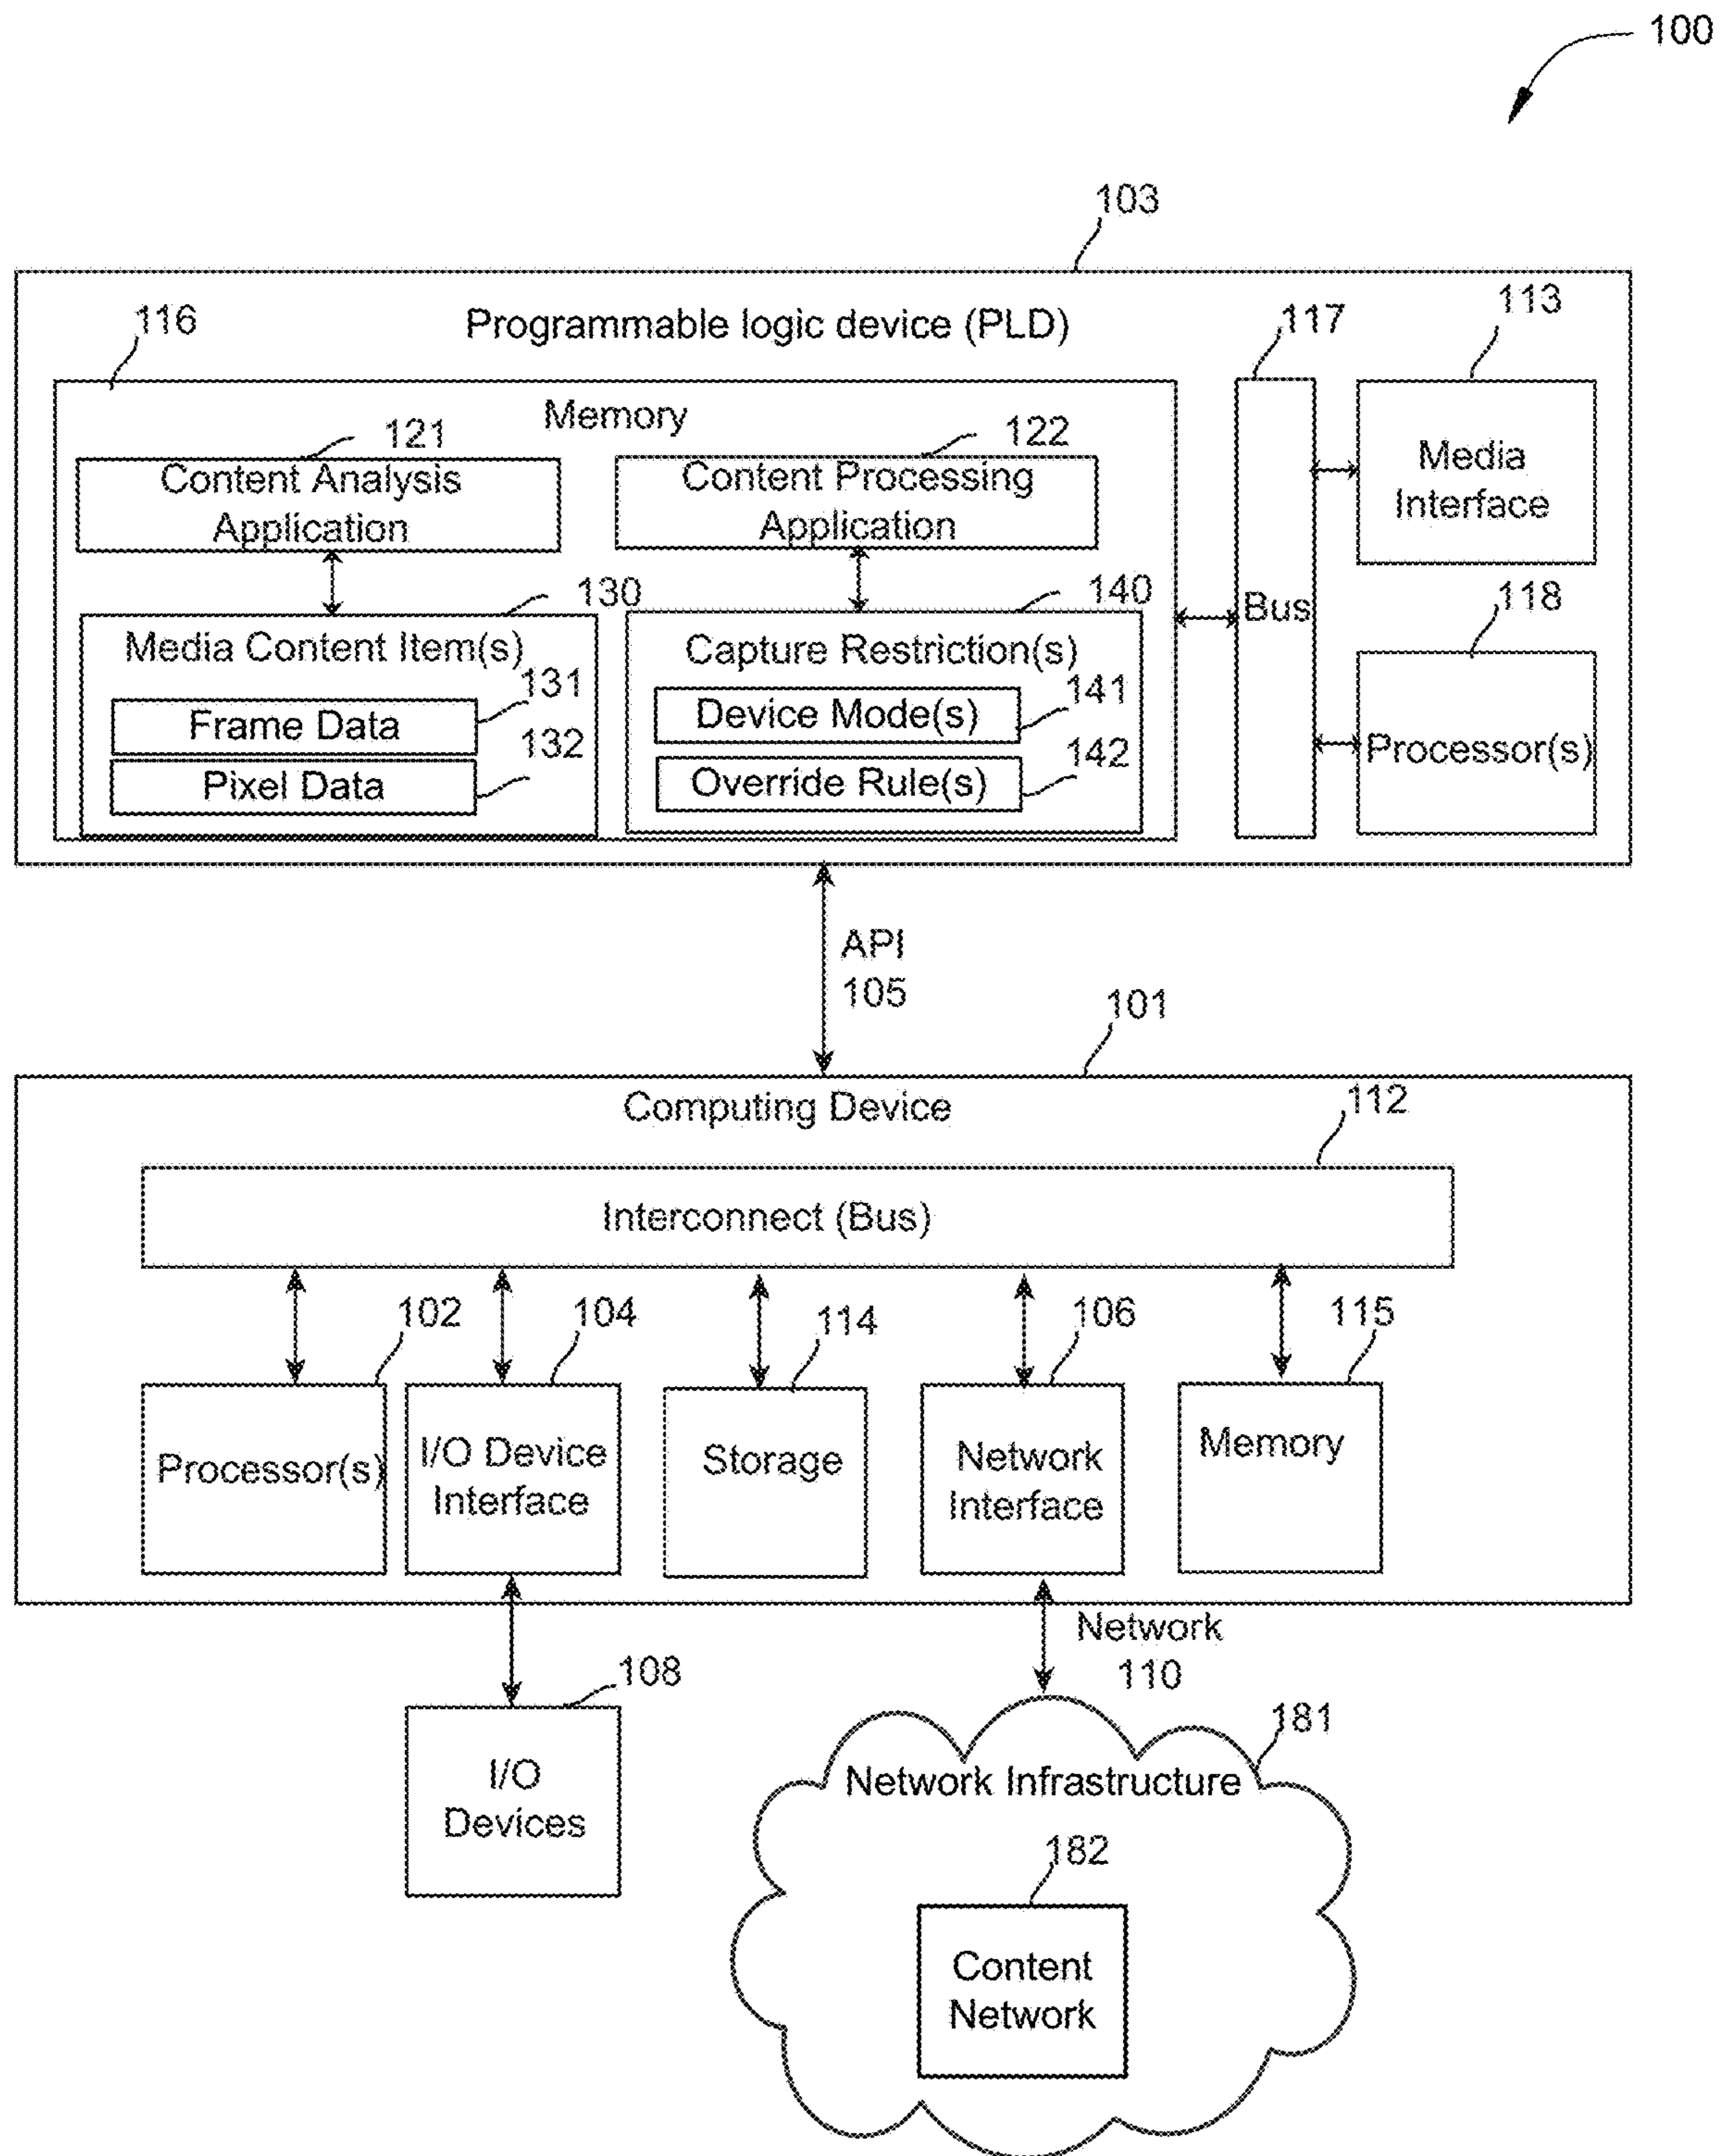 100
103
116
Programmable logic device (PLD)
117
113
Memory
121
122
Content Analysis
Application
Content Processing
Application
Media
Interface
130
140
118
Bus
Media Content Item(s)
Capture Restriction(s)
131
141
Frame Data
Device Mode(s)
132
142
Pixel Data
Override Rule(s)
Processor(s)
API
105
101
Computing Device
112
Interconnect (Bus)
102
104
114
106
115
Processor(s)
I/O Device
Interface
Storage
Network
Interface
Memory
Network
110
108
181
I/O
Devices
Network Infrastructure
182
Content
Network